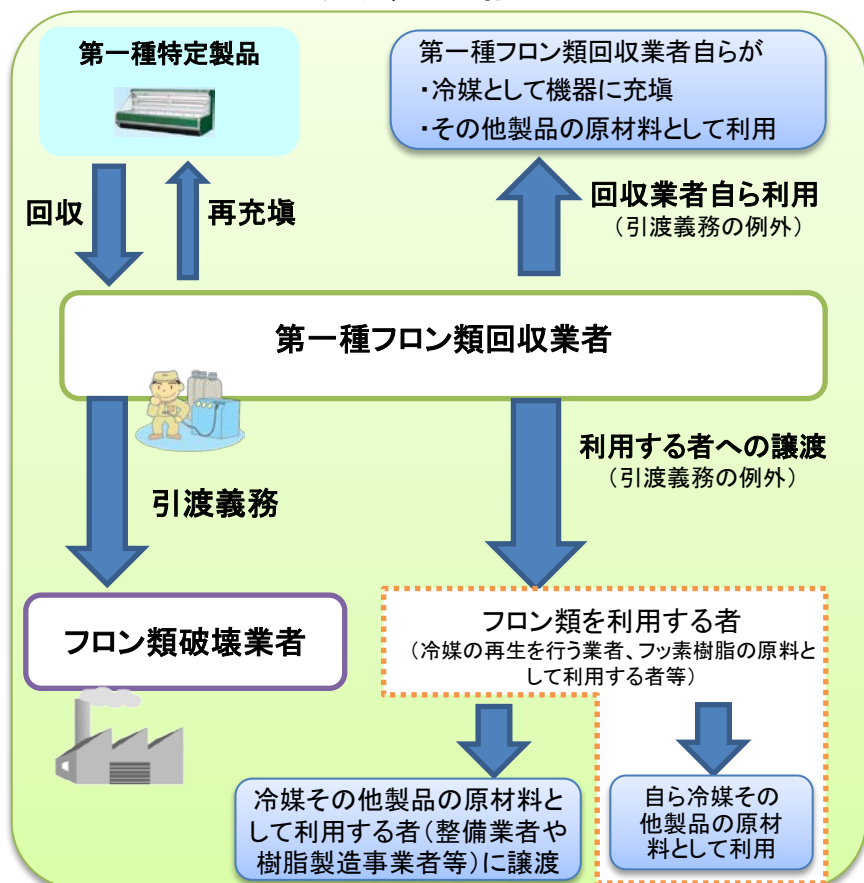 第一種特定製品
第一種フロン類回収業者自らが
・冷媒として機器に充塡
・その他製品の原材料として利用
回収
再充塡
回収業者自ら利用
（引渡義務の例外）
第一種フロン類回収業者
引渡義務
利用する者への譲渡
（引渡義務の例外）
フロン類破壊業者
フロン類を利用する者
（冷媒の再生を行う業者、フッ素樹脂の原料と
して利用する者等）
冷媒その他製品の原材料と
して利用する者（整備業者や
樹脂製造事業者等）に譲渡
自ら冷媒その
他製品の原材
料として利用